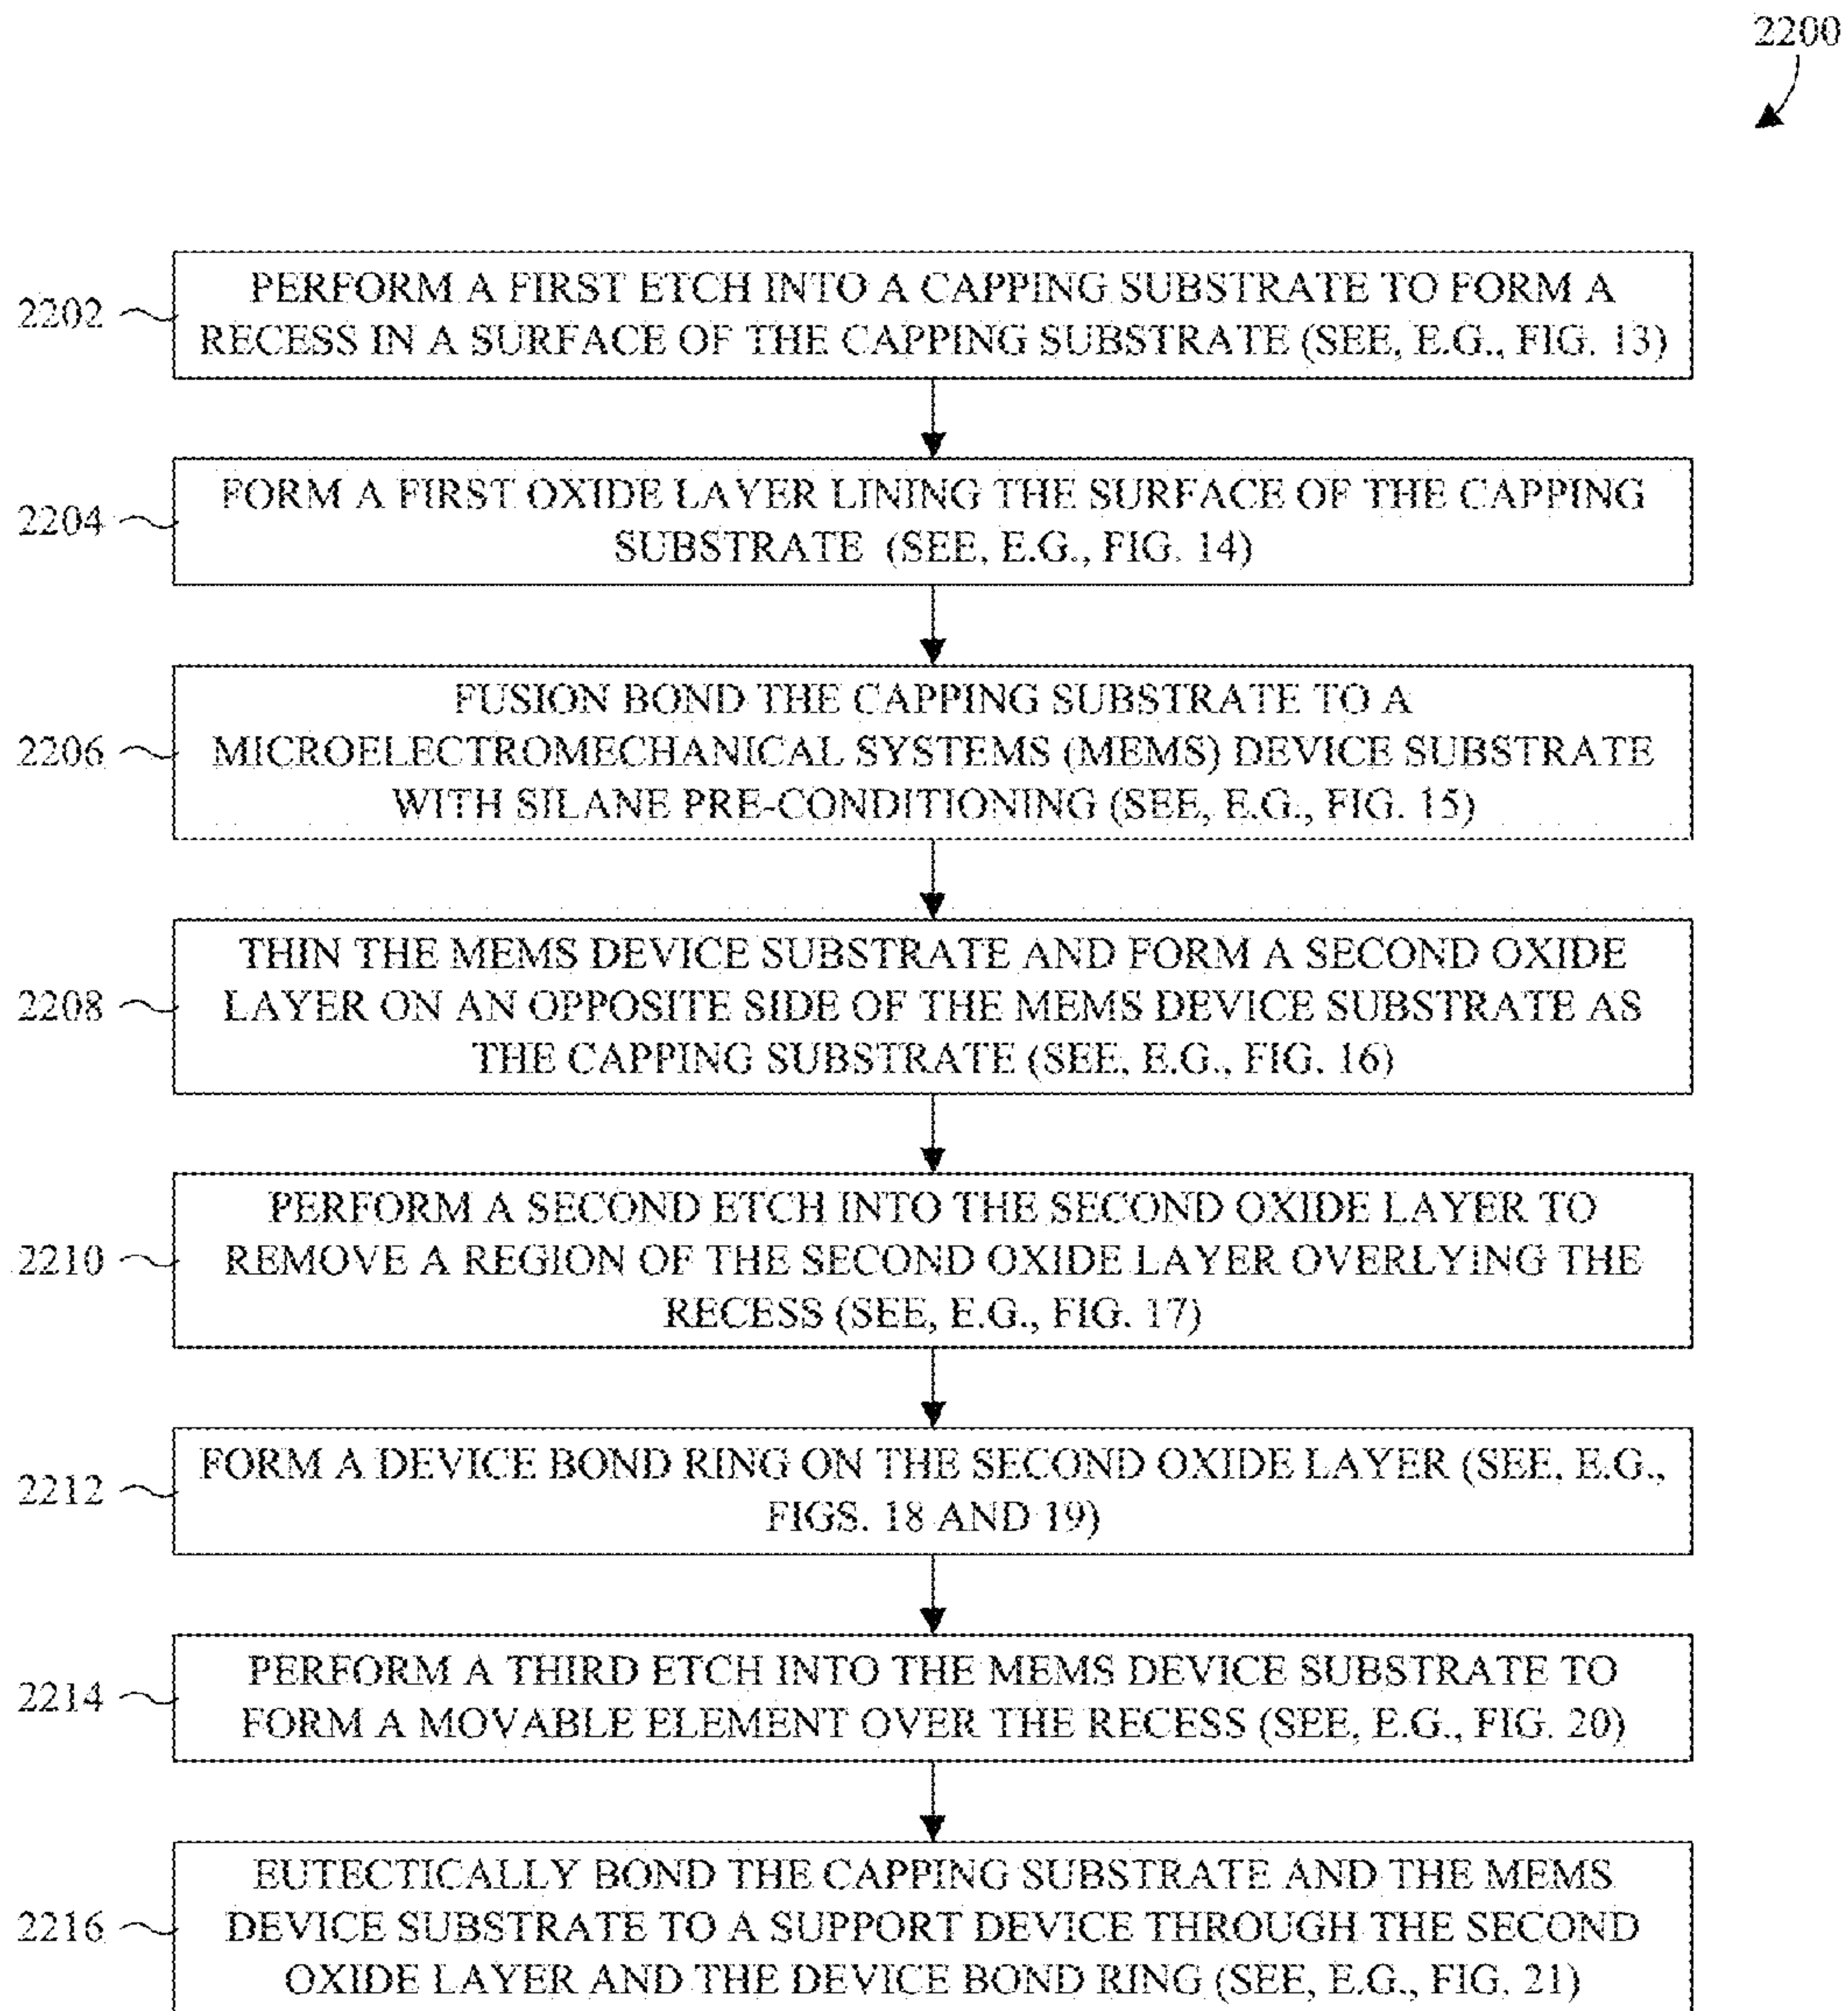 2200
2202
PERFORM A FIRST ETCH INTO A CAPPING SUBSTRATE TO FORM A
RECESS IN A SURFACE OF THE CAPPING SUBSTRATE (SEE, E.G., FIG. 13)
2204
FORM A FIRST OXIDE LAYER LINING THE SURFACE OF THE CAPPING
SUBSTRATE (SEE, E.G., FIG. 14)
2206
FUSION BOND THE CAPPING SUBSTRATE TO A
MICROELECTROMECHANICAL SYSTEMS (MEMS) DEVICE SUBSTRATE
WITH SILANE PRE-CONDITIONING (SEE, E.G., FIG. 15)
2208
THIN THE MEMS DEVICE SUBSTRATE AND FORM A SECOND OXIDE
LAYER ON AN OPPOSITE SIDE OF THE MEMS DEVICE SUBSTRATE AS
THE CAPPING SUBSTRATE (SEE, E.G., FIG. 16)
2210
PERFORM A SECOND ETCH INTO THE SECOND OXIDE LAYER TO
REMOVE A REGION OF THE SECOND OXIDE LAYER OVERLYING THE
RECESS (SEE, E.G., FIG. 17)
2212
FORM A DEVICE BOND RING ON THE SECOND OXIDE LAYER (SEE, E.G.,
FIGS. 18 AND 19)
2214
PERFORM A THIRD ETCH INTO THE MEMS DEVICE SUBSTRATE TO
FORM A MOVABLE ELEMENT OVER THE RECESS (SEE, E.G., FIG. 20)
2216
EUTECTICALLY BOND THE CAPPING SUBSTRATE AND THE MEMS
DEVICE SUBSTRATE TO A SUPPORT DEVICE THROUGH THE SECOND
OXIDE LAYER AND THE DEVICE BOND RING (SEE, E.G., FIG. 21)